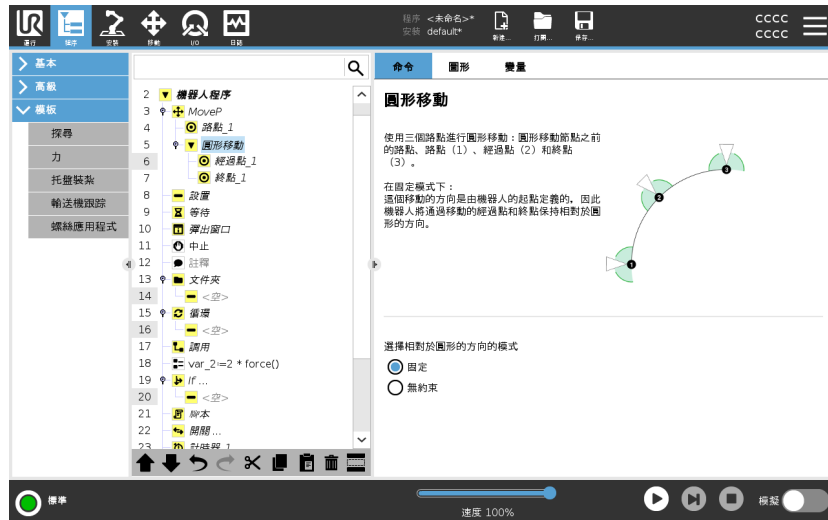 UR
運行
程序
安裝
移動
I/O
日誌
程序 <未命名>*
安裝 default*
新建...
打開...
保存...
CCCC
CCCC
基本
高級
模板
探尋
力
托盤裝紮
輸送機跟踪
螺絲應用程式
2 機器人程序
3 MoveP
4 路點_1
5 圓形移動
6 經過點_1
7 終點_1
8 設置
9 等待
10 彈出窗口
11 中止
12 註釋
13 文件夾
14 <空>
15 循環
16 <空>
17 調用
18 var_2:=2 * force()
19 If ...
20 <空>
21 腳本
22 開關 ...
23 計時器_1
命令 圖形 變量
圓形移動
使用三個路點進行圓形移動：圓形移動節點之前
的路點、路點（1）、經過點（2）和終點
（3）。
在固定模式下：
這個移動的方向是由機器人的起點定義的，因此
機器人將通過移動的經過點和終點保持相對於圓
形的方向。
1
2
3
選擇相對於圓形的方向的模式
固定
無約束
標準
速度 100%
模擬